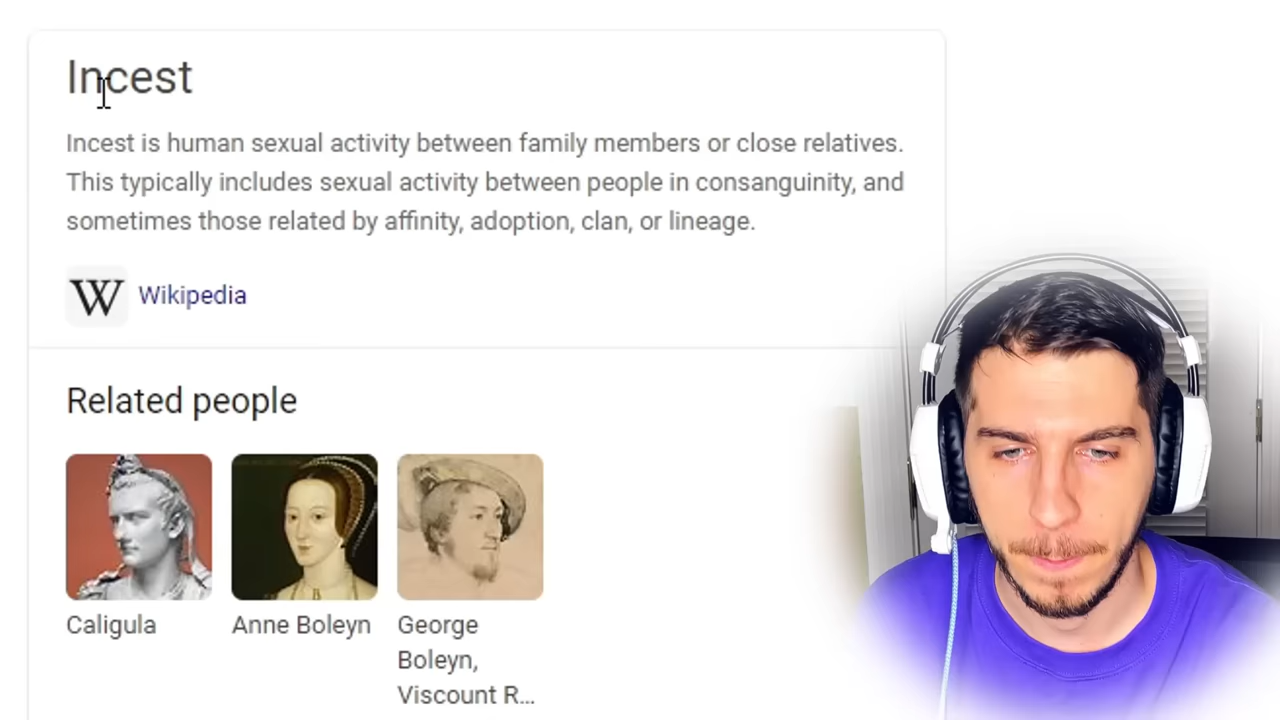 Incest
Incest is human sexual activity between family members or close relatives.
This typically includes sexual activity between people in consanguinity, and
sometimes those related by affinity, adoption, clan, or lineage.
W Wikipedia
Related people
Caligula
Anne Boleyn
George
Boleyn,
Viscount R...